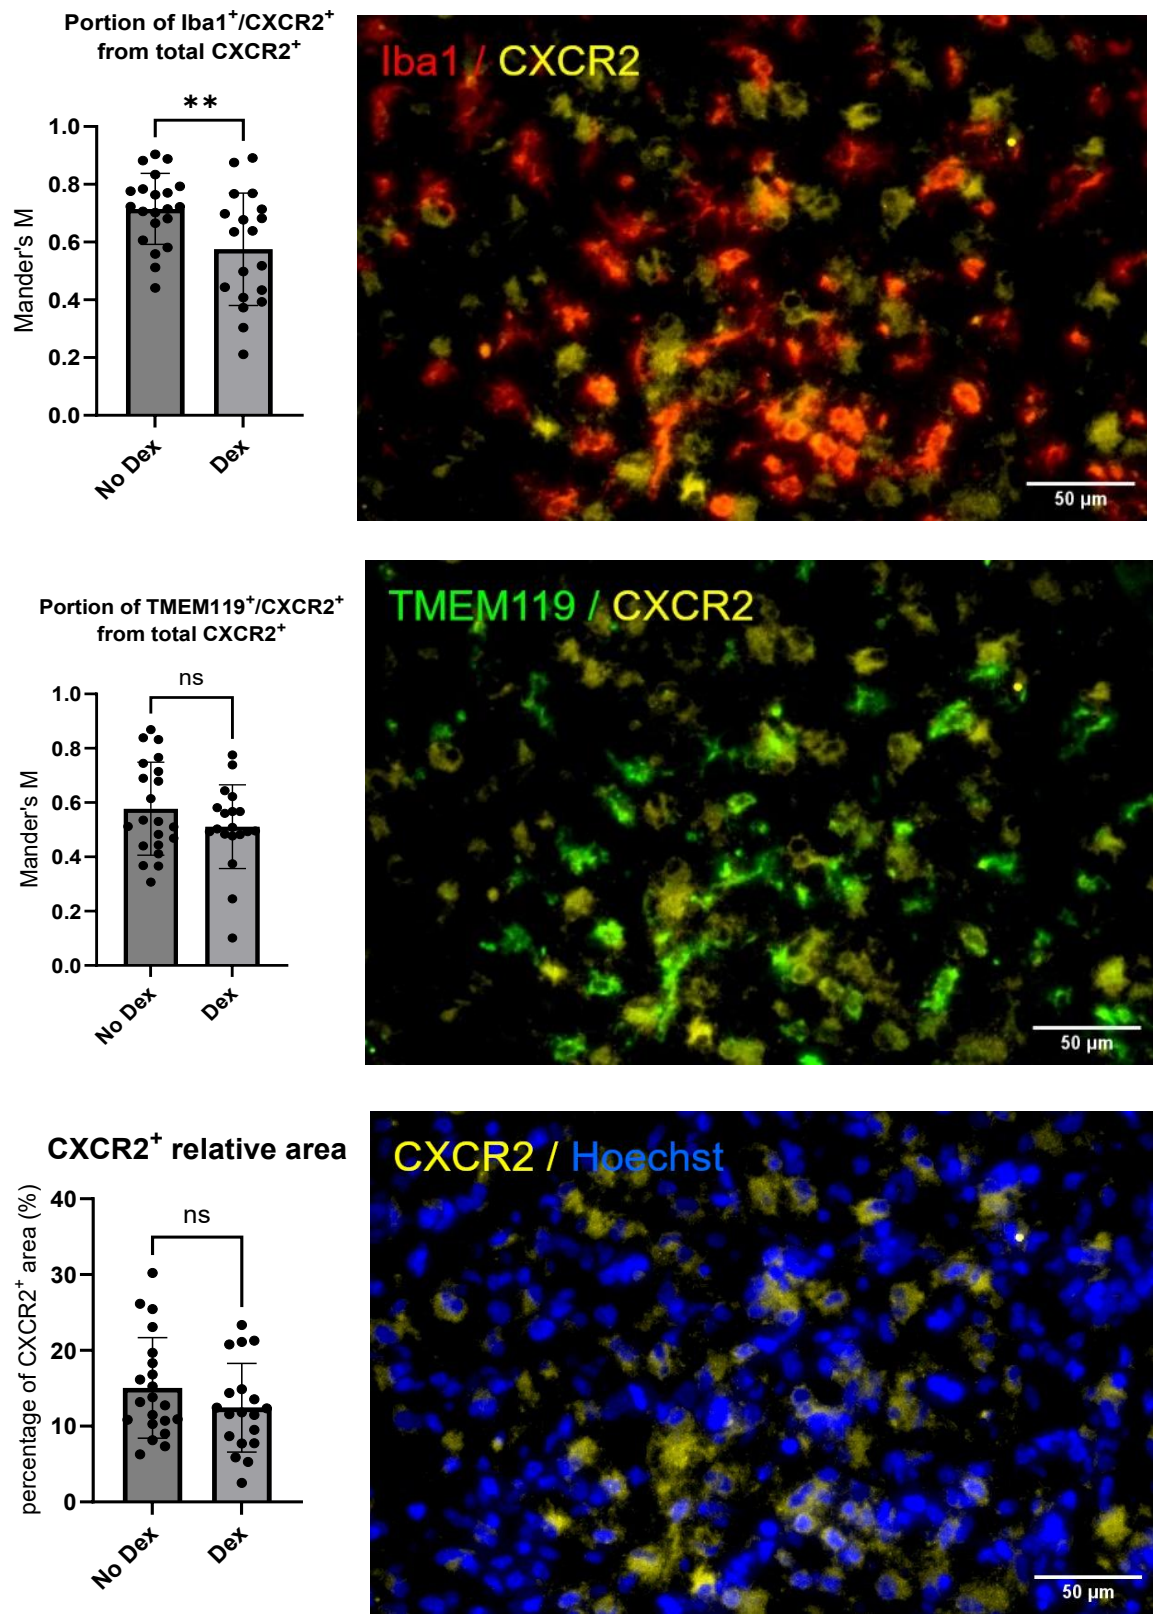 Portion of Iba1⁺/CXCR2⁺
from total CXCR2⁺
**
1.0
0.8
0.6
0.4
0.2
0.0
Mander's M
No Dex
Dex
Iba1 / CXCR2
50 µm
Portion of TMEM119⁺/CXCR2⁺
from total CXCR2⁺
ns
1.0
0.8
0.6
0.4
0.2
0.0
Mander's M
No Dex
Dex
TMEM119 / CXCR2
50 µm
CXCR2⁺ relative area
ns
40
30
20
10
0
percentage of CXCR2⁺ area (%)
No Dex
Dex
CXCR2 / Hoechst
50 µm